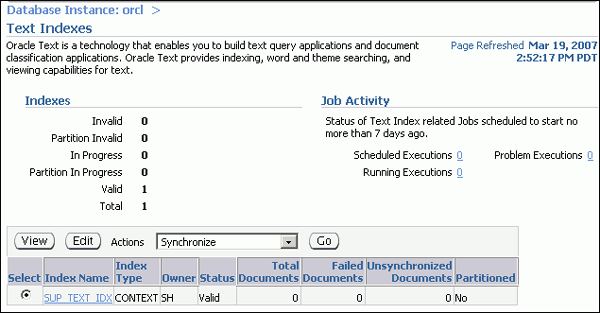 Database Instance: orcl >
Text Indexes
Oracle Text is a technology that enables you to build text query applications and document
classification applications. Oracle Text provides indexing, word and theme searching, and
viewing capabilities for text.
Page Refreshed Mar 19, 2007
2:52:17 PM PDT
Indexes
Invalid 0
Partition Invalid 0
In Progress 0
Partition In Progress 0
Valid 1
Total 1
Job Activity
Status of Text Index related Jobs scheduled to start no
more than 7 days ago.
Scheduled Executions 0 Problem Executions 0
Running Executions 0
View Edit Actions Synchronize Go
Select Index Name Index Type Owner Status Total Documents Failed Documents Unsynchronized Documents Partitioned
SUP_TEXT_IDX CONTEXT SH Valid 0 0 0 No